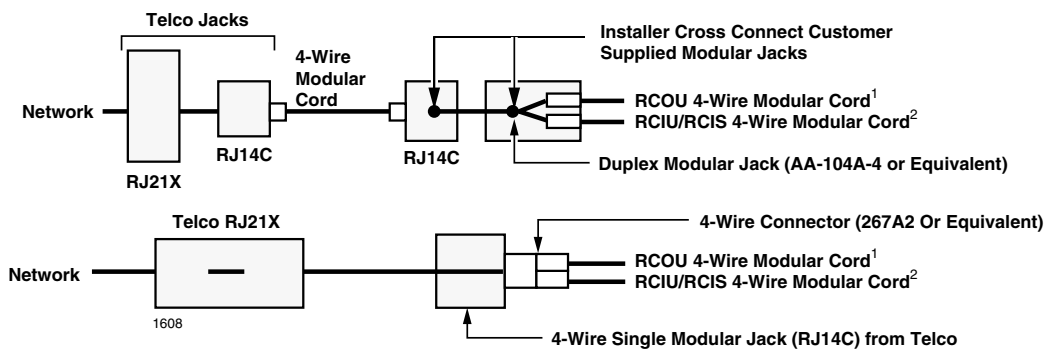 Telco Jacks
Installer Cross Connect Customer
Supplied Modular Jacks
4-Wire
Modular
Cord
Network
RCOU 4-Wire Modular Cord1
RCIU/RCIS 4-Wire Modular Cord2
RJ14C
RJ14C
RJ21X
Duplex Modular Jack (AA-104A-4 or Equivalent)
Telco RJ21X
4-Wire Connector (267A2 Or Equivalent)
Network
RCOU 4-Wire Modular Cord1
RCIU/RCIS 4-Wire Modular Cord2
1608
4-Wire Single Modular Jack (RJ14C) from Telco